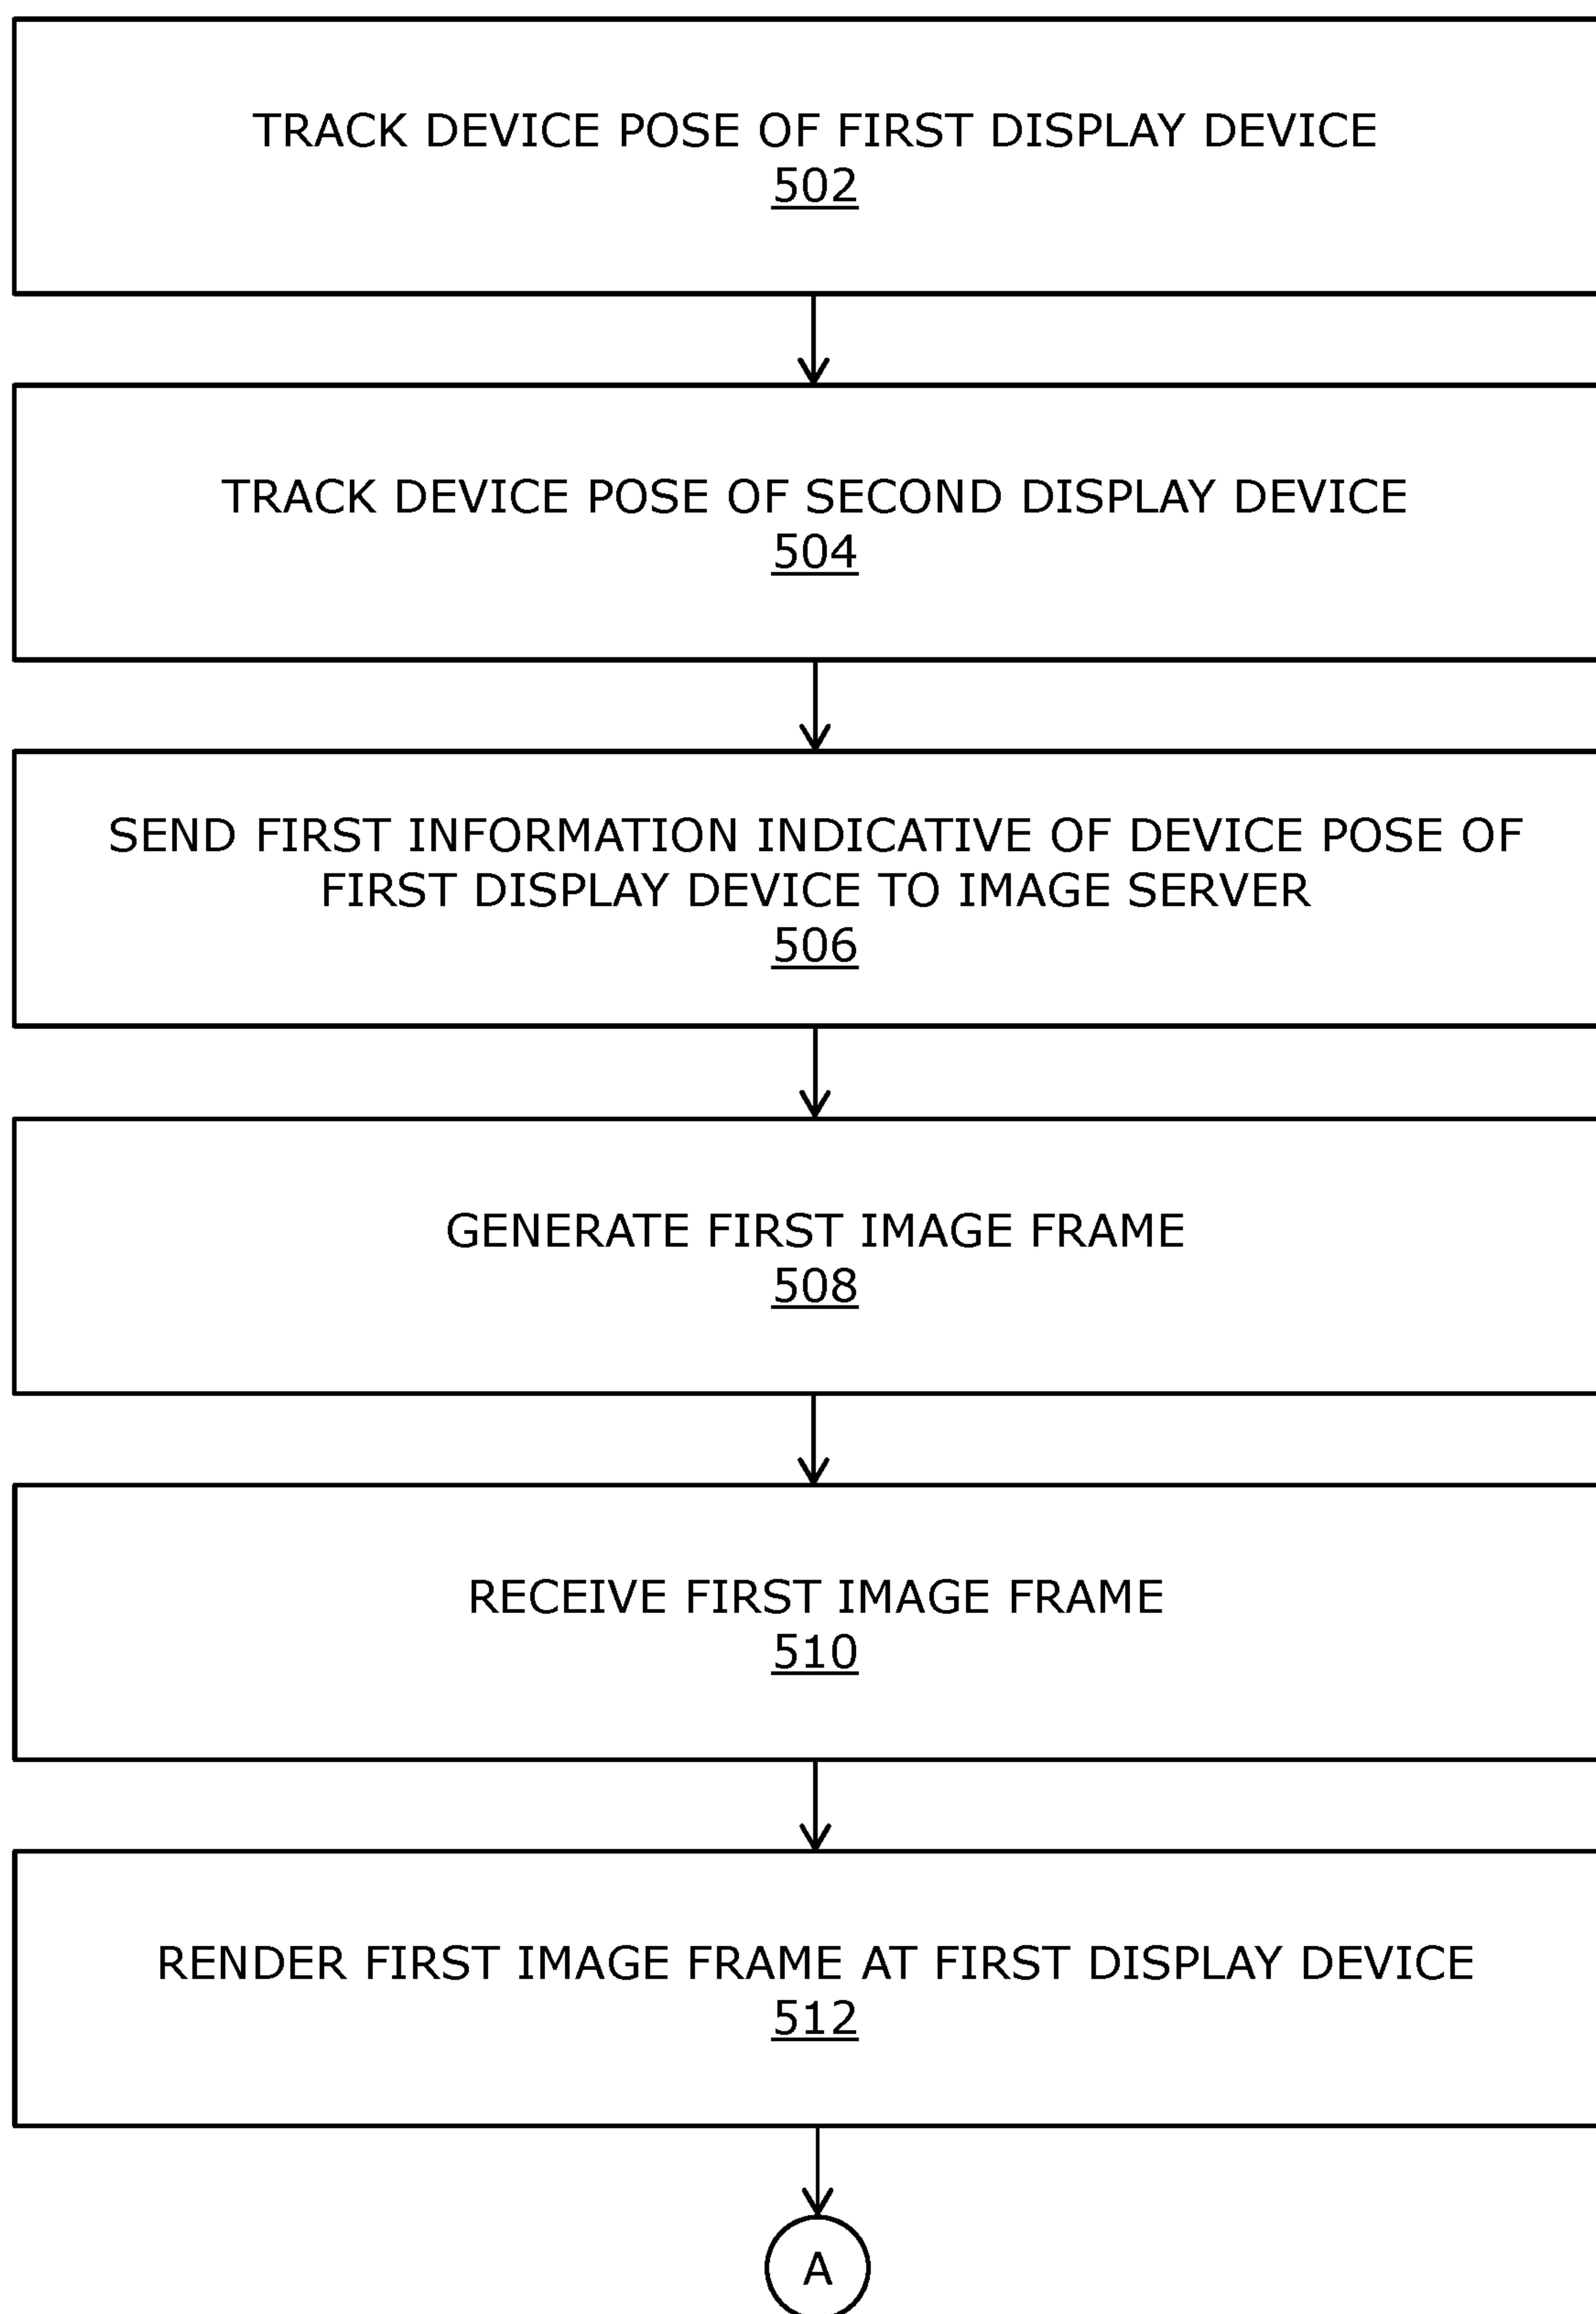 TRACK DEVICE POSE OF FIRST DISPLAY DEVICE
502
TRACK DEVICE POSE OF SECOND DISPLAY DEVICE
504
SEND FIRST INFORMATION INDICATIVE OF DEVICE POSE OF
FIRST DISPLAY DEVICE TO IMAGE SERVER
506
GENERATE FIRST IMAGE FRAME
508
RECEIVE FIRST IMAGE FRAME
510
RENDER FIRST IMAGE FRAME AT FIRST DISPLAY DEVICE
512
A